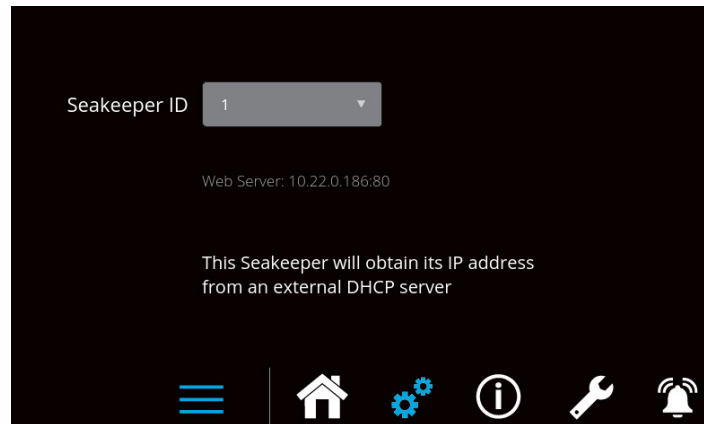 Seakeeper ID
1
Web Server: 10.22.0.186:80
This Seakeeper will obtain its IP address
from an external DHCP server